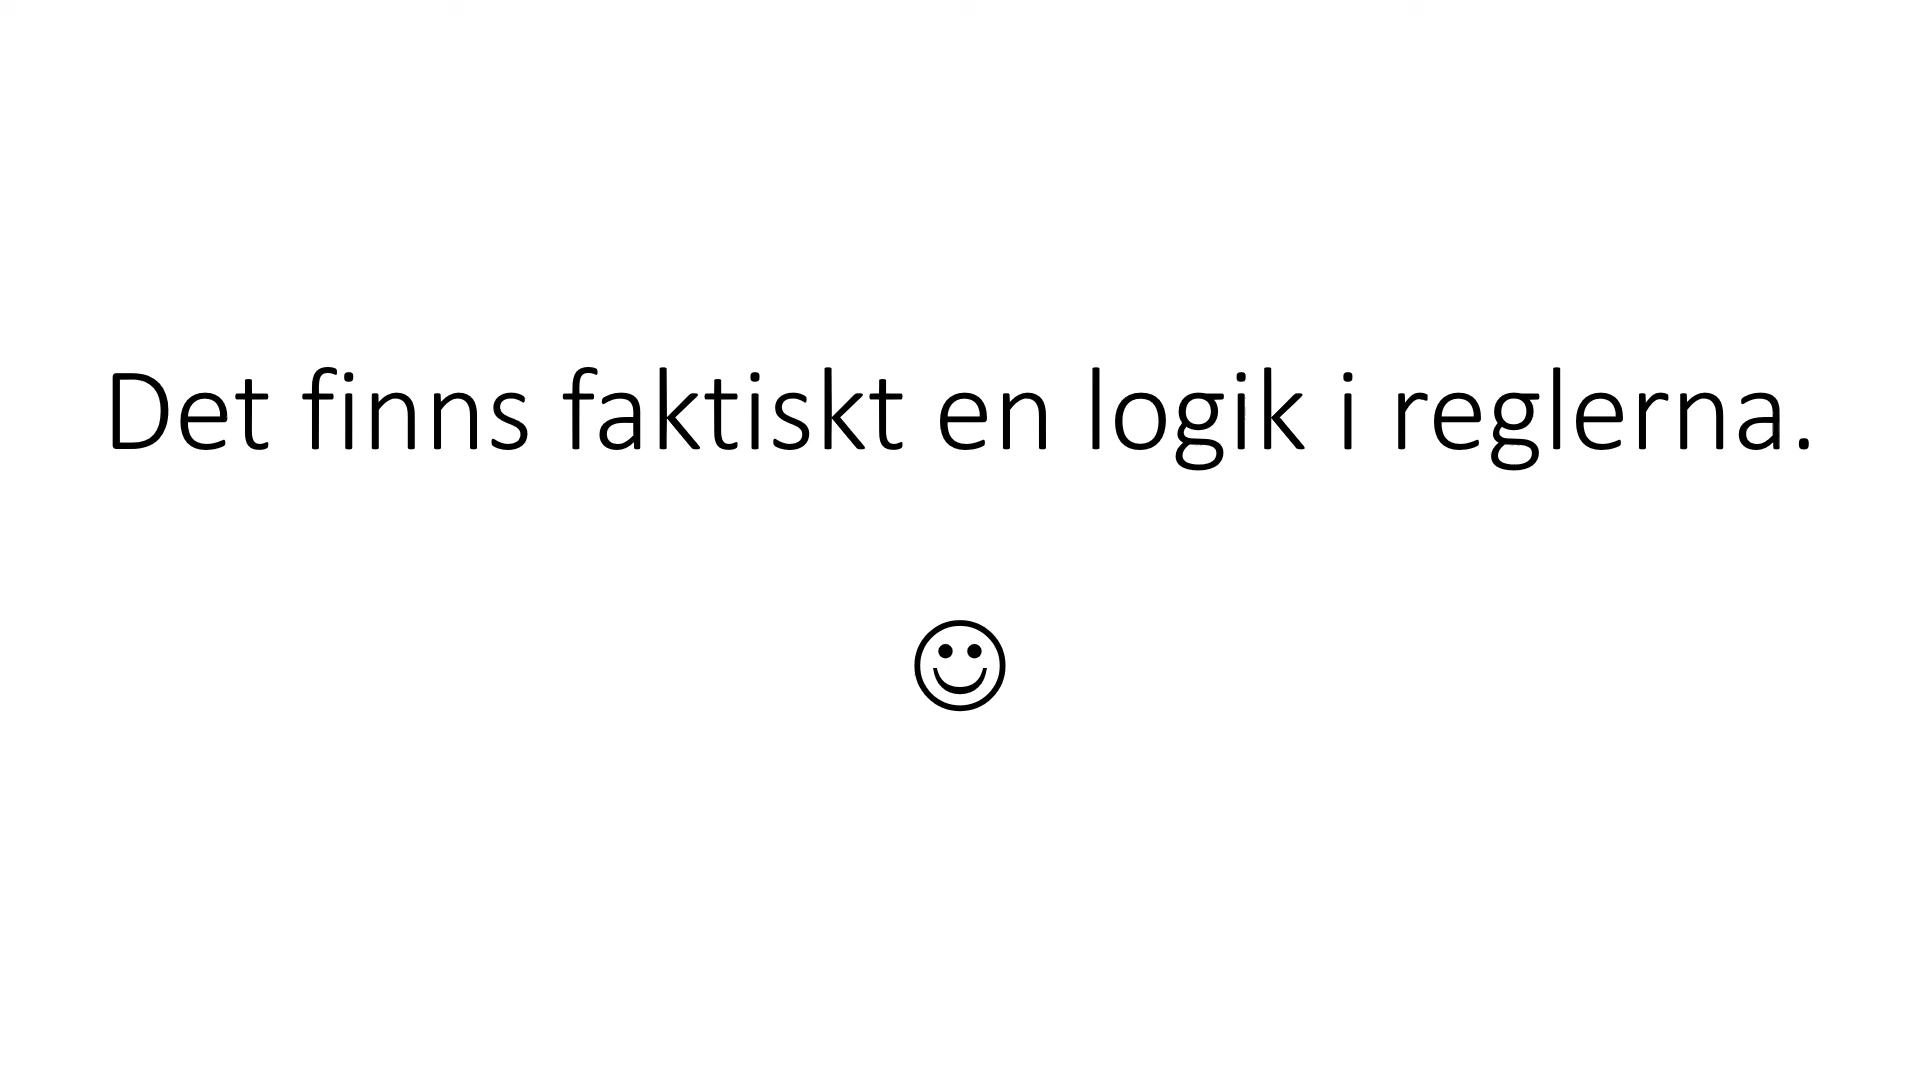 Det finns faktiskt en logik i reglerna.
☺